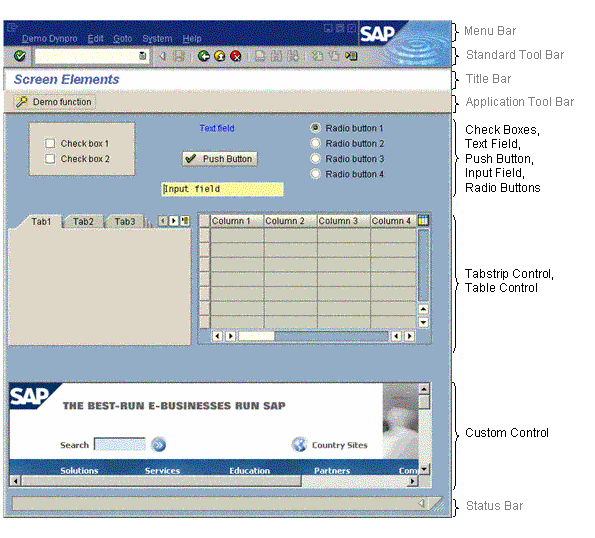 Demo Dynpro Edit Goto System Help
SAP
Menu Bar
Standard Tool Bar
Screen Elements
Title Bar
Demo function
Application Tool Bar
Check box 1
Check box 2
Text field
Push Button
Input field
Radio button 1
Radio button 2
Radio button 3
Radio button 4
Check Boxes,
Text Field,
Push Button,
Input Field,
Radio Buttons
Tab1 Tab2 Tab3
Column 1 Column 2 Column 3 Column 4
Tabstrip Control,
Table Control
SAP
THE BEST-RUN E-BUSINESSES RUN SAP
Search
Country Sites
Solutions Services Education Partners Com
Custom Control
Status Bar